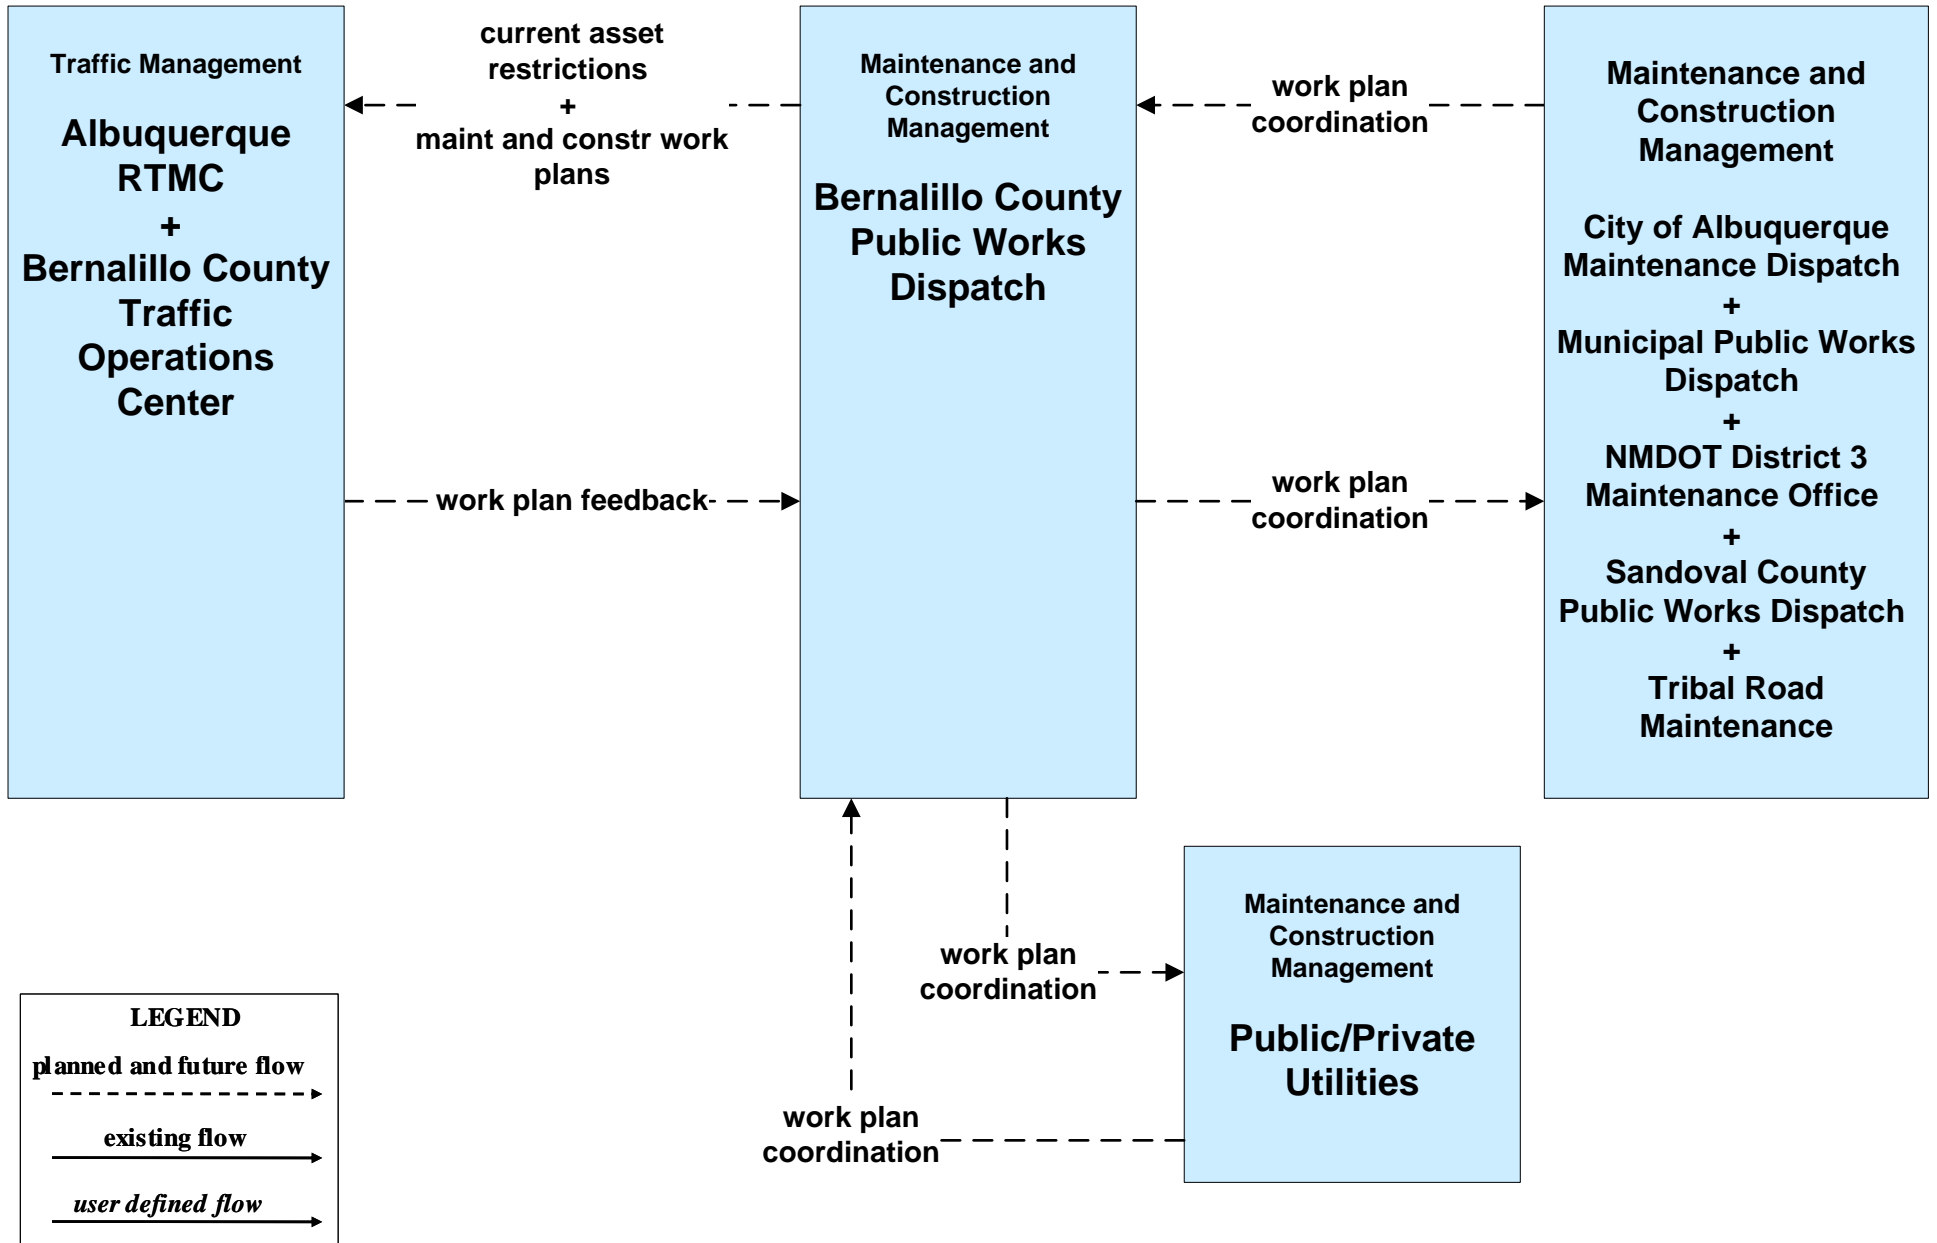 Traffic Management
Albuquerque
RTMC
+
Bernalillo County
Traffic
Operations
Center
current asset
restrictions
+
maint and constr work
plans
work plan feedback
Maintenance and
Construction
Management
Bernalillo County
Public Works
Dispatch
work plan
coordination
work plan
coordination
Maintenance and
Construction
Management
City of Albuquerque
Maintenance Dispatch
+
Municipal Public Works
Dispatch
+
NMDOT District 3
Maintenance Office
+
Sandoval County
Public Works Dispatch
+
Tribal Road
Maintenance
work plan
coordination
work plan
coordination
Maintenance and
Construction
Management
Public/Private
Utilities
LEGEND
planned and future flow
existing flow
user defined flow